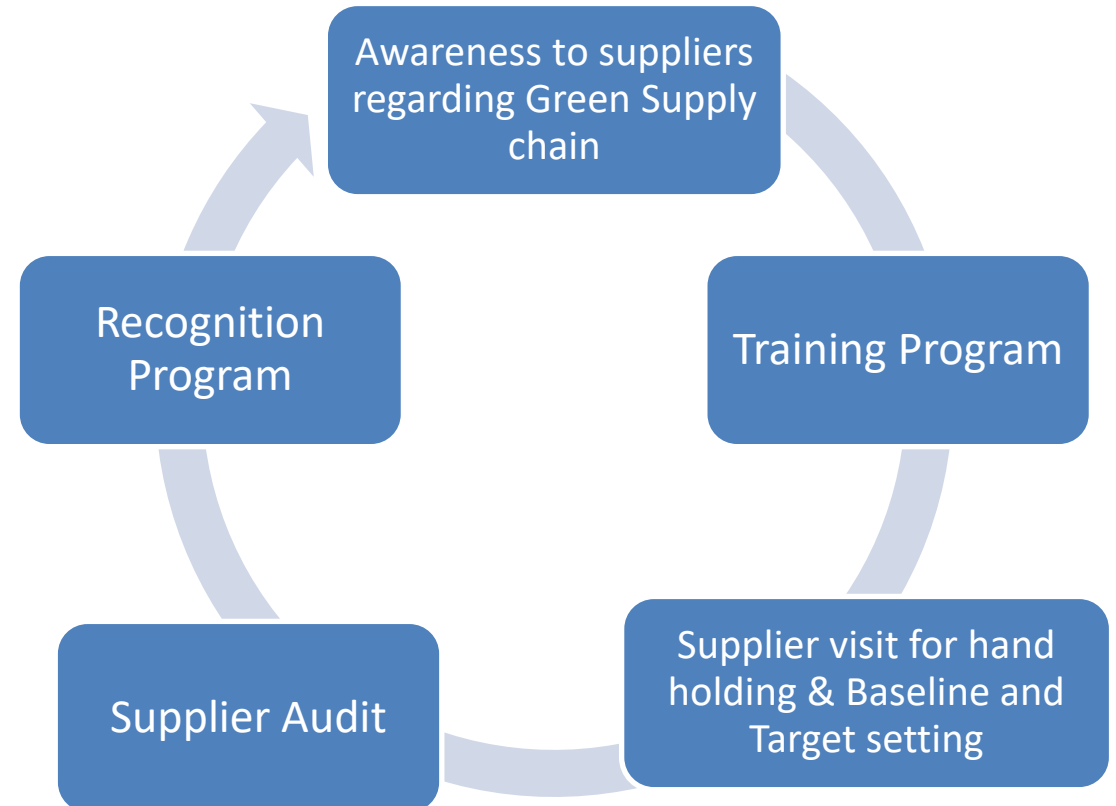 Awareness to suppliers
regarding Green Supply
chain
Training Program
Supplier visit for hand
holding & Baseline and
Target setting
Supplier Audit
Recognition
Program